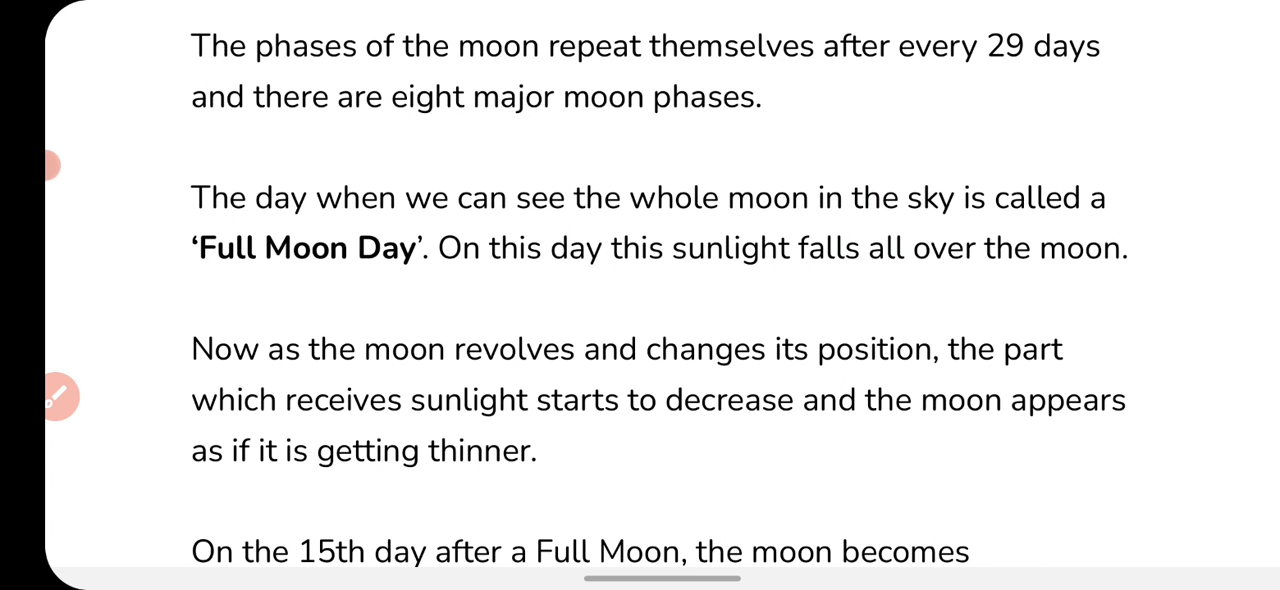 The phases of the moon repeat themselves after every 29 days
and there are eight major moon phases.
The day when we can see the whole moon in the sky is called a
‘Full Moon Day’. On this day this sunlight falls all over the moon.
Now as the moon revolves and changes its position, the part
which receives sunlight starts to decrease and the moon appears
as if it is getting thinner.
On the 15th day after a Full Moon, the moon becomes